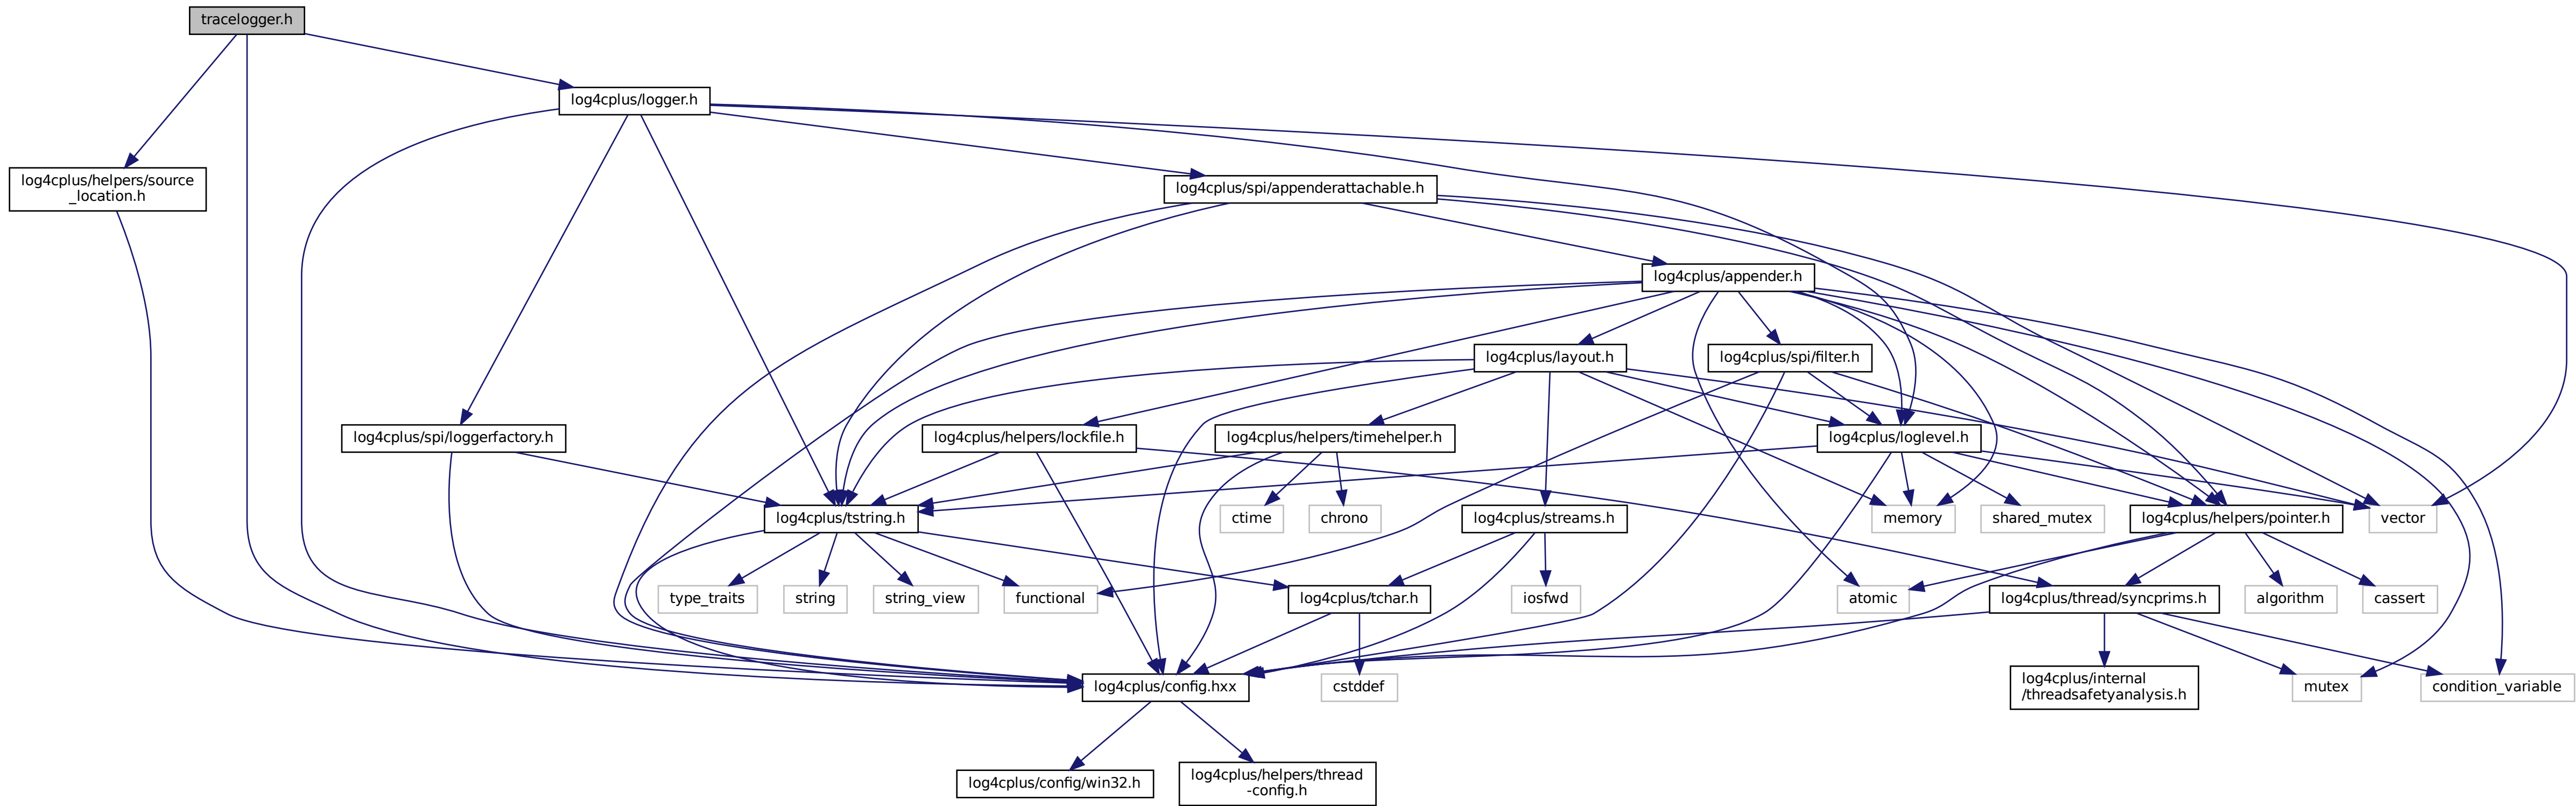 tracelogger.h
log4cplus/logger.h
log4cplus/helpers/source
_location.h
log4cplus/spi/appenderattachable.h
log4cplus/appender.h
log4cplus/layout.h
log4cplus/spi/filter.h
log4cplus/spi/loggerfactory.h
log4cplus/helpers/lockfile.h
log4cplus/helpers/timehelper.h
log4cplus/loglevel.h
log4cplus/tstring.h
ctime
chrono
log4cplus/streams.h
memory
shared_mutex
log4cplus/helpers/pointer.h
vector
type_traits
string
string_view
functional
log4cplus/tchar.h
iosfwd
atomic
log4cplus/thread/syncprims.h
algorithm
cassert
log4cplus/config.hxx
cstddef
log4cplus/internal
/threadsafetyanalysis.h
mutex
condition_variable
log4cplus/config/win32.h
log4cplus/helpers/thread
-config.h